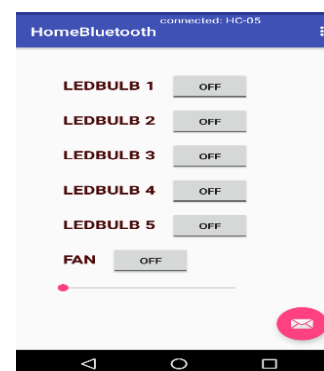 connected: HC-05
HomeBluetooth
LEDBULB 1 OFF
LEDBULB 2 OFF
LEDBULB 3 OFF
LEDBULB 4 OFF
LEDBULB 5 OFF
FAN OFF